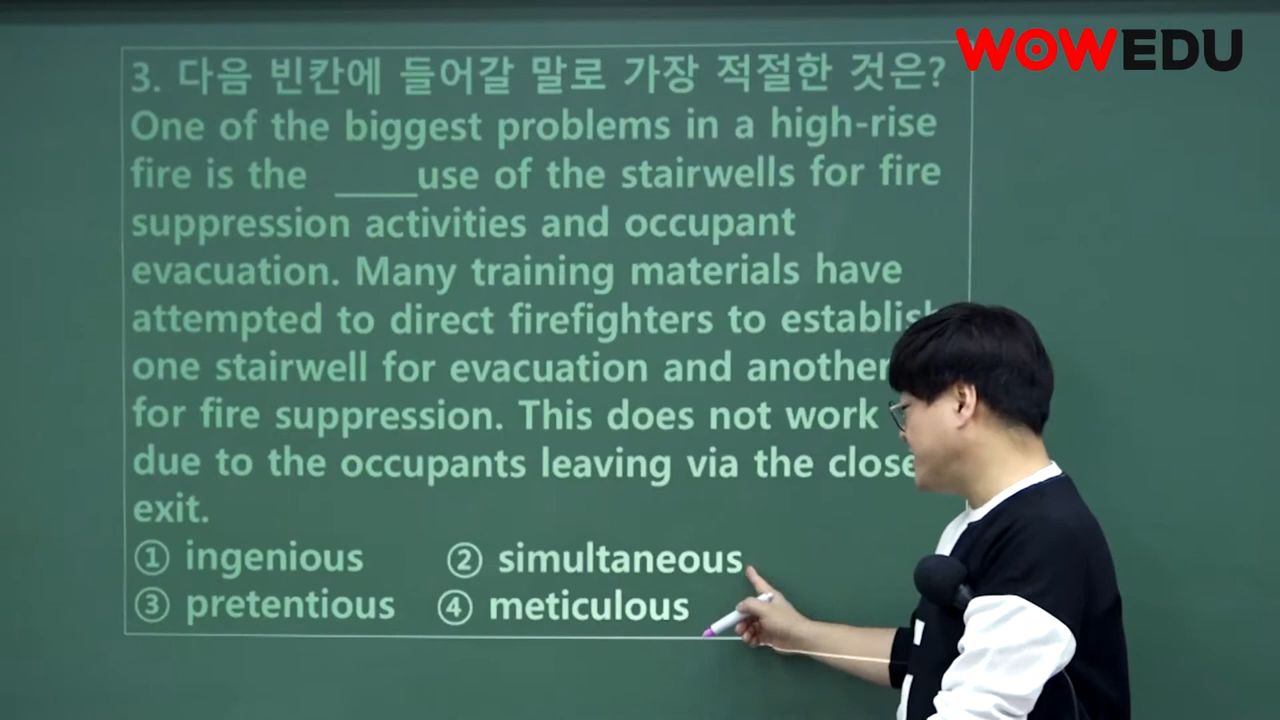 WOWEDU
3. 다음 빈칸에 들어갈 말로 가장 적절한 것은?
One of the biggest problems in a high-rise
fire is the ____use of the stairwells for fire
suppression activities and occupant
evacuation. Many training materials have
attempted to direct firefighters to establish
one stairwell for evacuation and another
for fire suppression. This does not work
due to the occupants leaving via the
exit.
① ingenious ② simultaneous
③ pretentious ④ meticulous